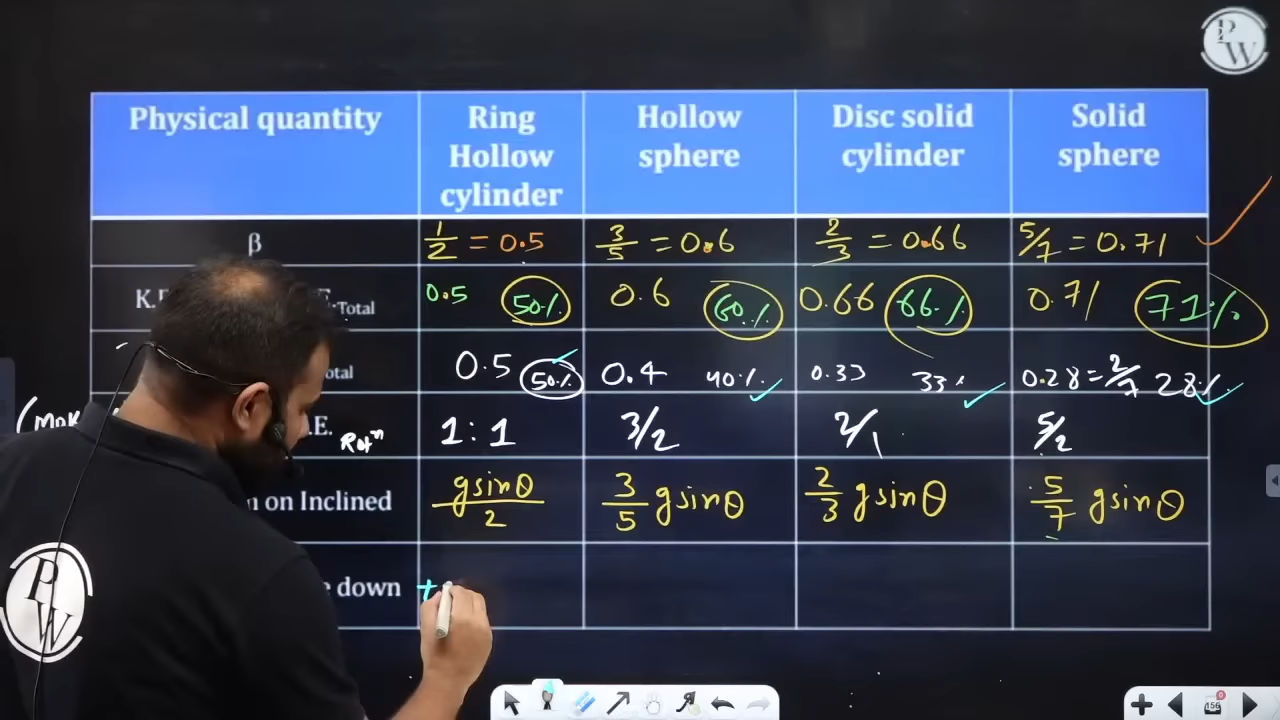 P
W
Physical quantity
Ring
Hollow
cylinder
Hollow
sphere
Disc solid
cylinder
Solid
sphere
β
1/2 = 0.5
3/5 = 0.6
2/3 = 0.66
5/7 = 0.71
Total
0.5 50%
0.6 60%
0.66 66%
0.71 71%
0.5 50%
0.4 40%
0.33 33%
0.28 = 2/7 28%
.E. Rotⁿ
1 : 1
3/2
2/1
5/2
on Inclined
gsinθ/2
3/5 gsinθ
2/3 gsinθ
5/7 gsinθ
down
P
W
156